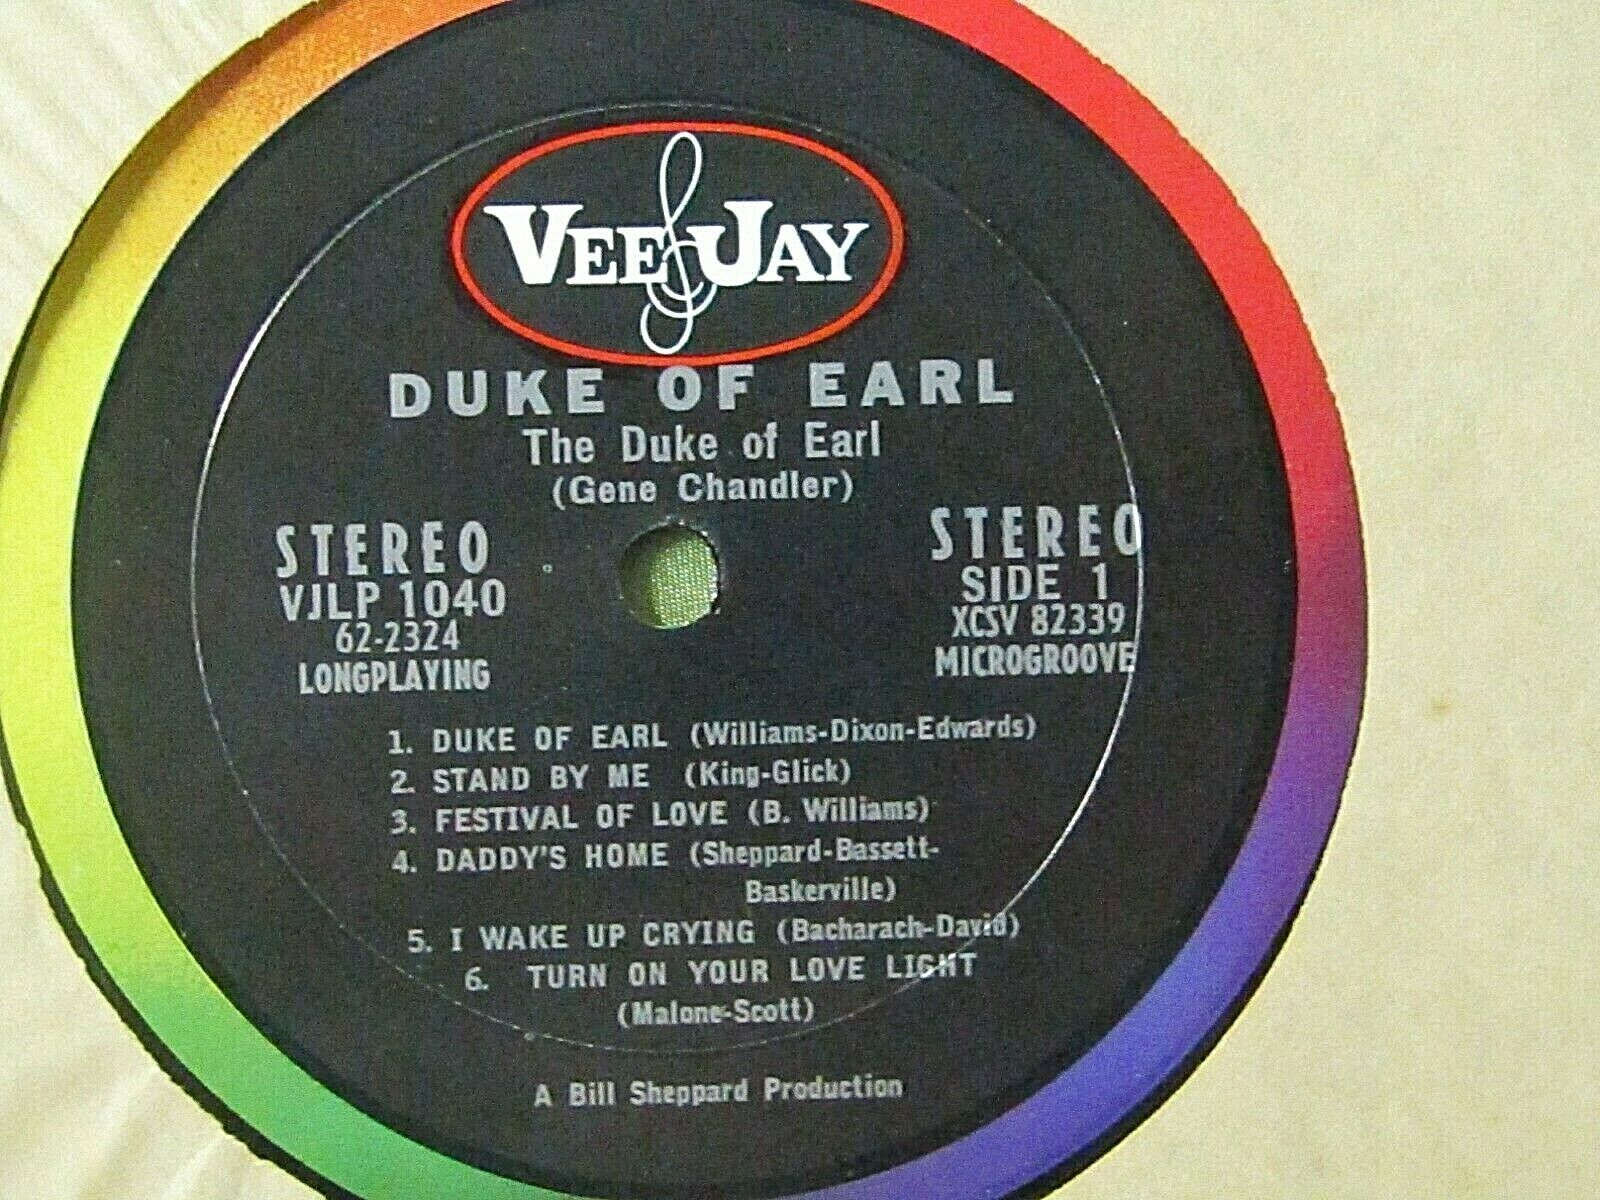 VEE JAY
DUKE OF EARL
The Duke of Earl
(Gene Chandler)
STEREO
VJLP 1040
62-2324
LONGPLAYING
STEREO
SIDE 1
XCSV 82339
MICROGROOVE
1. DUKE OF EARL (Williams-Dixon-Edwards)
2. STAND BY ME (King-Glick)
3. FESTIVAL OF LOVE (B. Williams)
4. DADDY'S HOME (Sheppard-Bassett-
Baskerville)
5. I WAKE UP CRYING (Bacharach-David)
6. TURN ON YOUR LOVE LIGHT
(Malone-Scott)
A Bill Sheppard Production